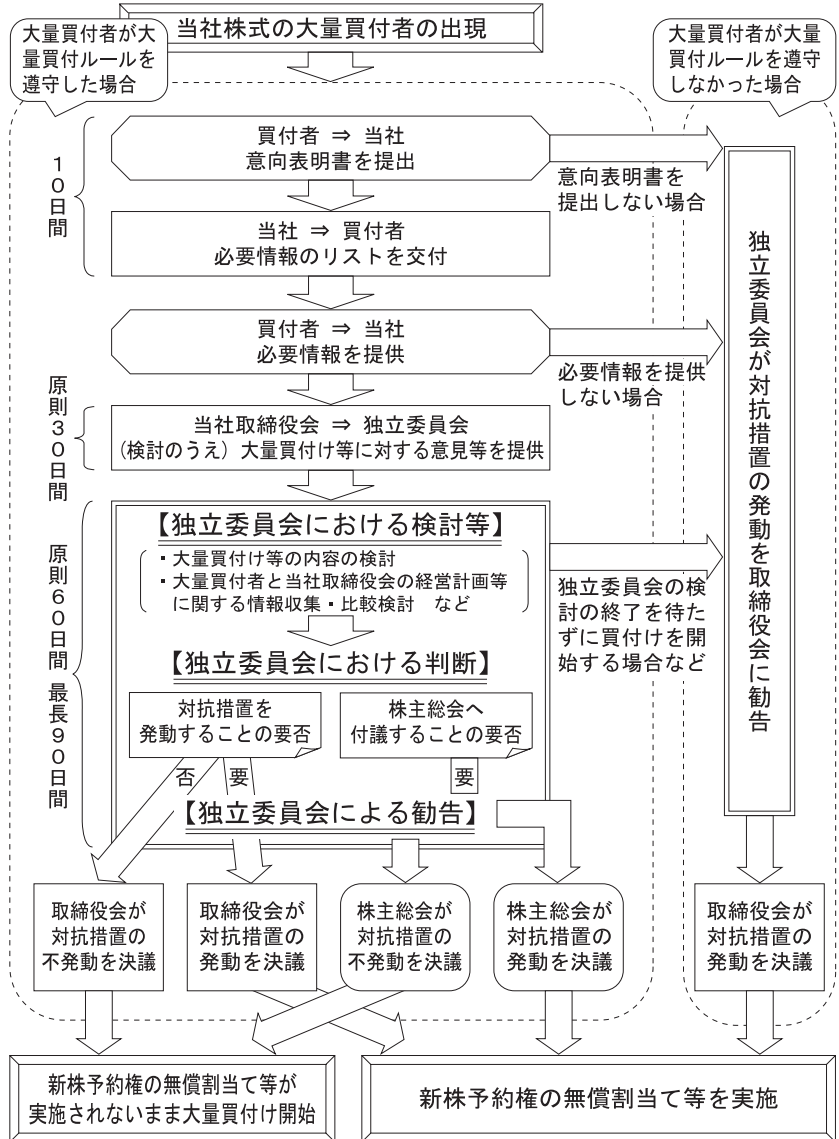 当社株式の大量買付者の出現
大量買付者が大
量買付ルールを
遵守した場合
大量買付者が大量
買付ルールを遵守
しなかった場合
10日間
買付者 ⇒ 当社
意向表明書を提出
意向表明書を
提出しない場合
当社 ⇒ 買付者
必要情報のリストを交付
買付者 ⇒ 当社
必要情報を提供
必要情報を提供
しない場合
原則30日間
当社取締役会 ⇒ 独立委員会
(検討のうえ) 大量買付け等に対する意見等を提供
原則60日間 最長90日間
【独立委員会における検討等】
・大量買付け等の内容の検討
・大量買付者と当社取締役会の経営計画等
に関する情報収集・比較検討 など
独立委員会の検
討の終了を待た
ずに買付けを開
始する場合など
【独立委員会における判断】
対抗措置を
発動することの要否
株主総会へ
付議することの要否
否
要
要
【独立委員会による勧告】
独立委員会が対抗措置の発動を取締役会に勧告
取締役会が
対抗措置の
不発動を決議
取締役会が
対抗措置の
発動を決議
株主総会が
対抗措置の
不発動を決議
株主総会が
対抗措置の
発動を決議
取締役会が
対抗措置の
発動を決議
新株予約権の無償割当て等が
実施されないまま大量買付け開始
新株予約権の無償割当て等を実施